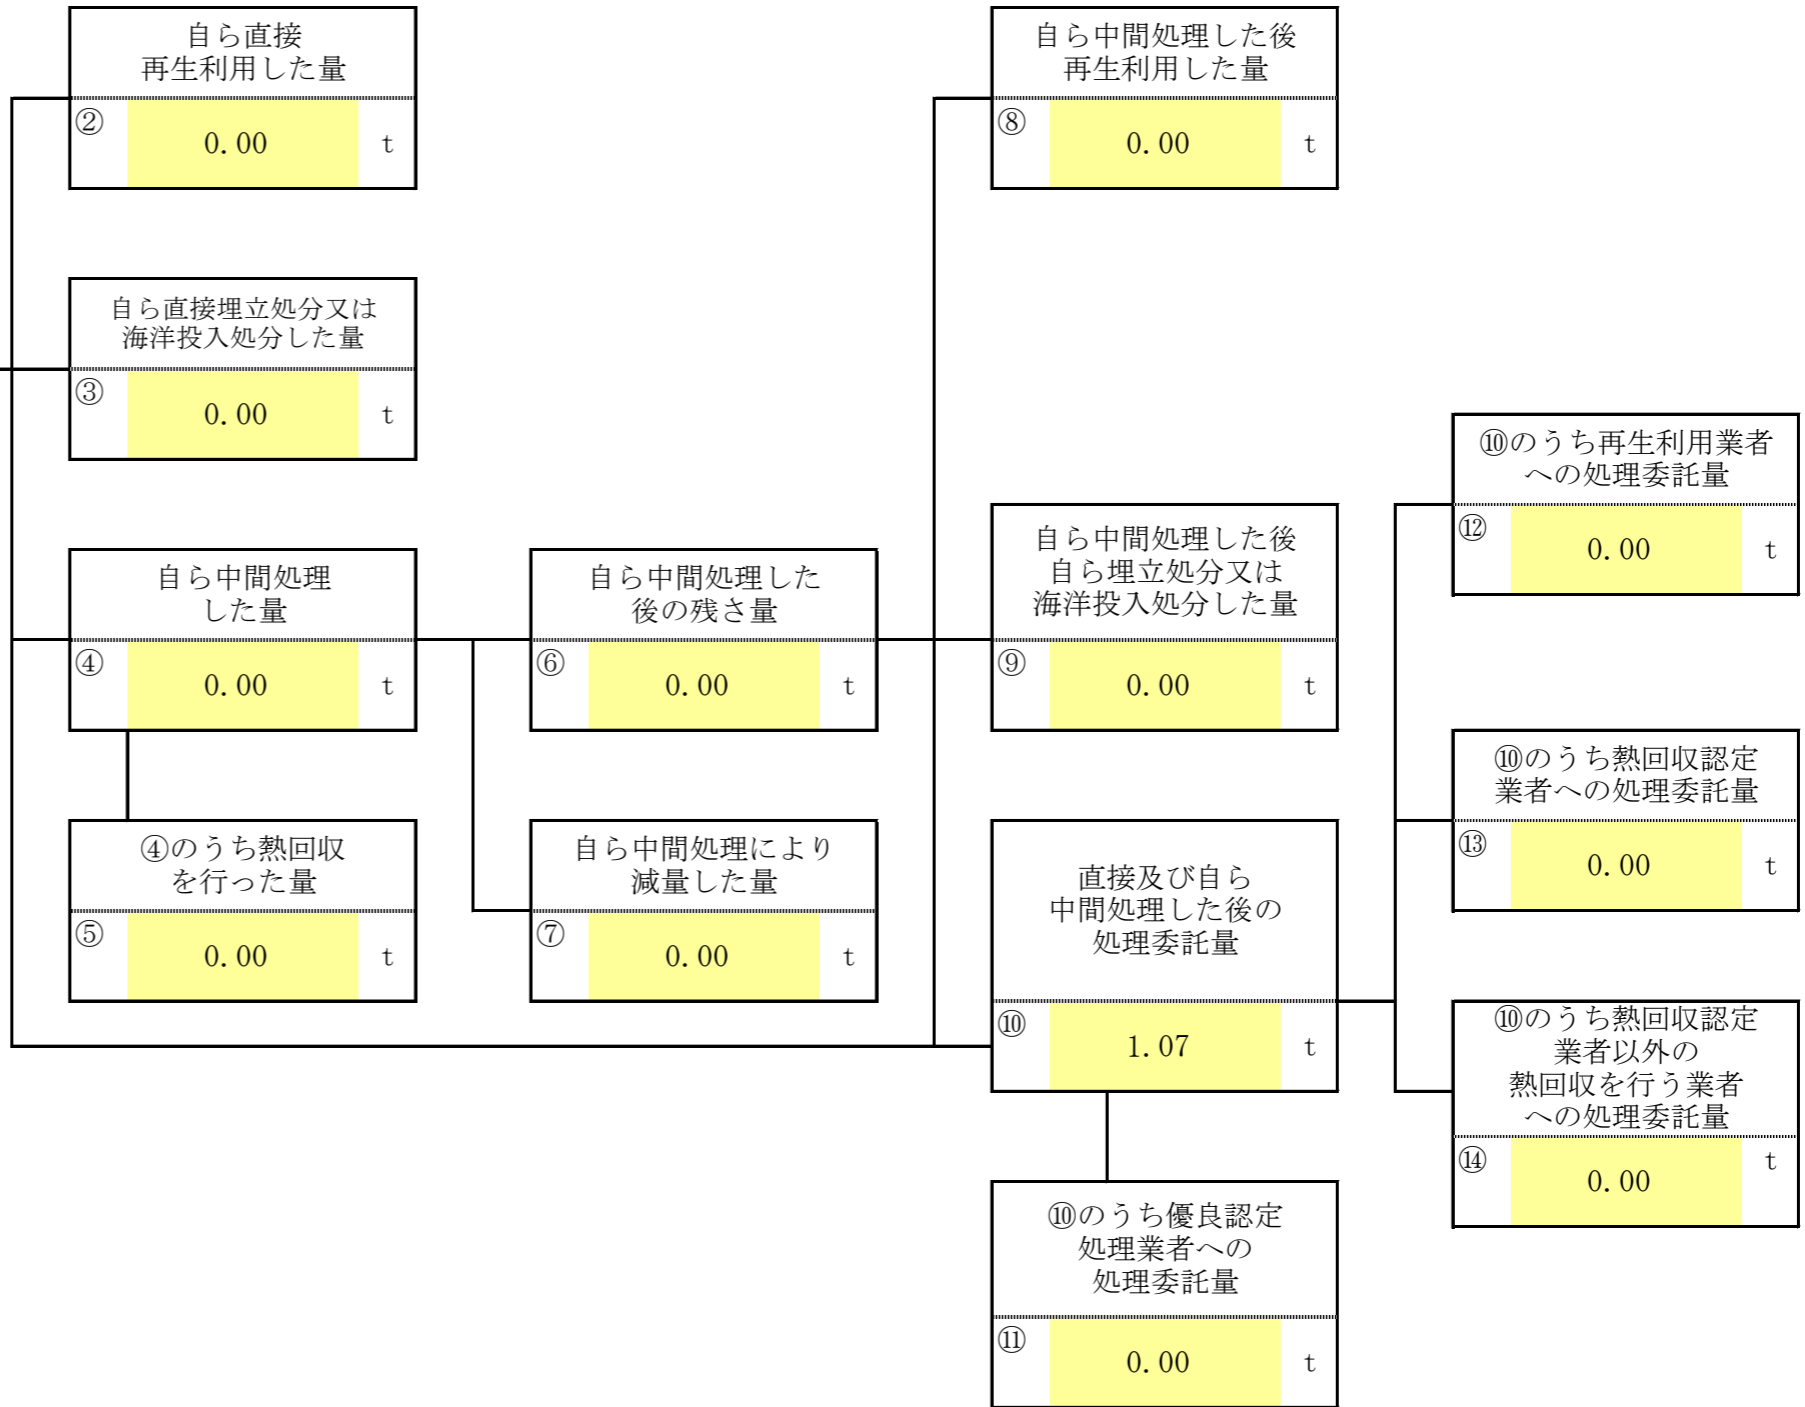 自ら直接
再生利用した量
② 0.00 t
自ら中間処理した後
再生利用した量
⑧ 0.00 t
自ら直接埋立処分又は
海洋投入処分した量
③ 0.00 t
⑩のうち再生利用業者
への処理委託量
⑫ 0.00 t
自ら中間処理
した量
④ 0.00 t
自ら中間処理した
後の残さ量
⑥ 0.00 t
自ら中間処理した後
自ら埋立処分又は
海洋投入処分した量
⑨ 0.00 t
⑩のうち熱回収認定
業者への処理委託量
⑬ 0.00 t
④のうち熱回収
を行った量
⑤ 0.00 t
自ら中間処理により
減量した量
⑦ 0.00 t
直接及び自ら
中間処理した後の
処理委託量
⑩ 1.07 t
⑩のうち熱回収認定
業者以外の
熱回収を行う業者
への処理委託量
⑭ 0.00 t
⑩のうち優良認定
処理業者への
処理委託量
⑪ 0.00 t